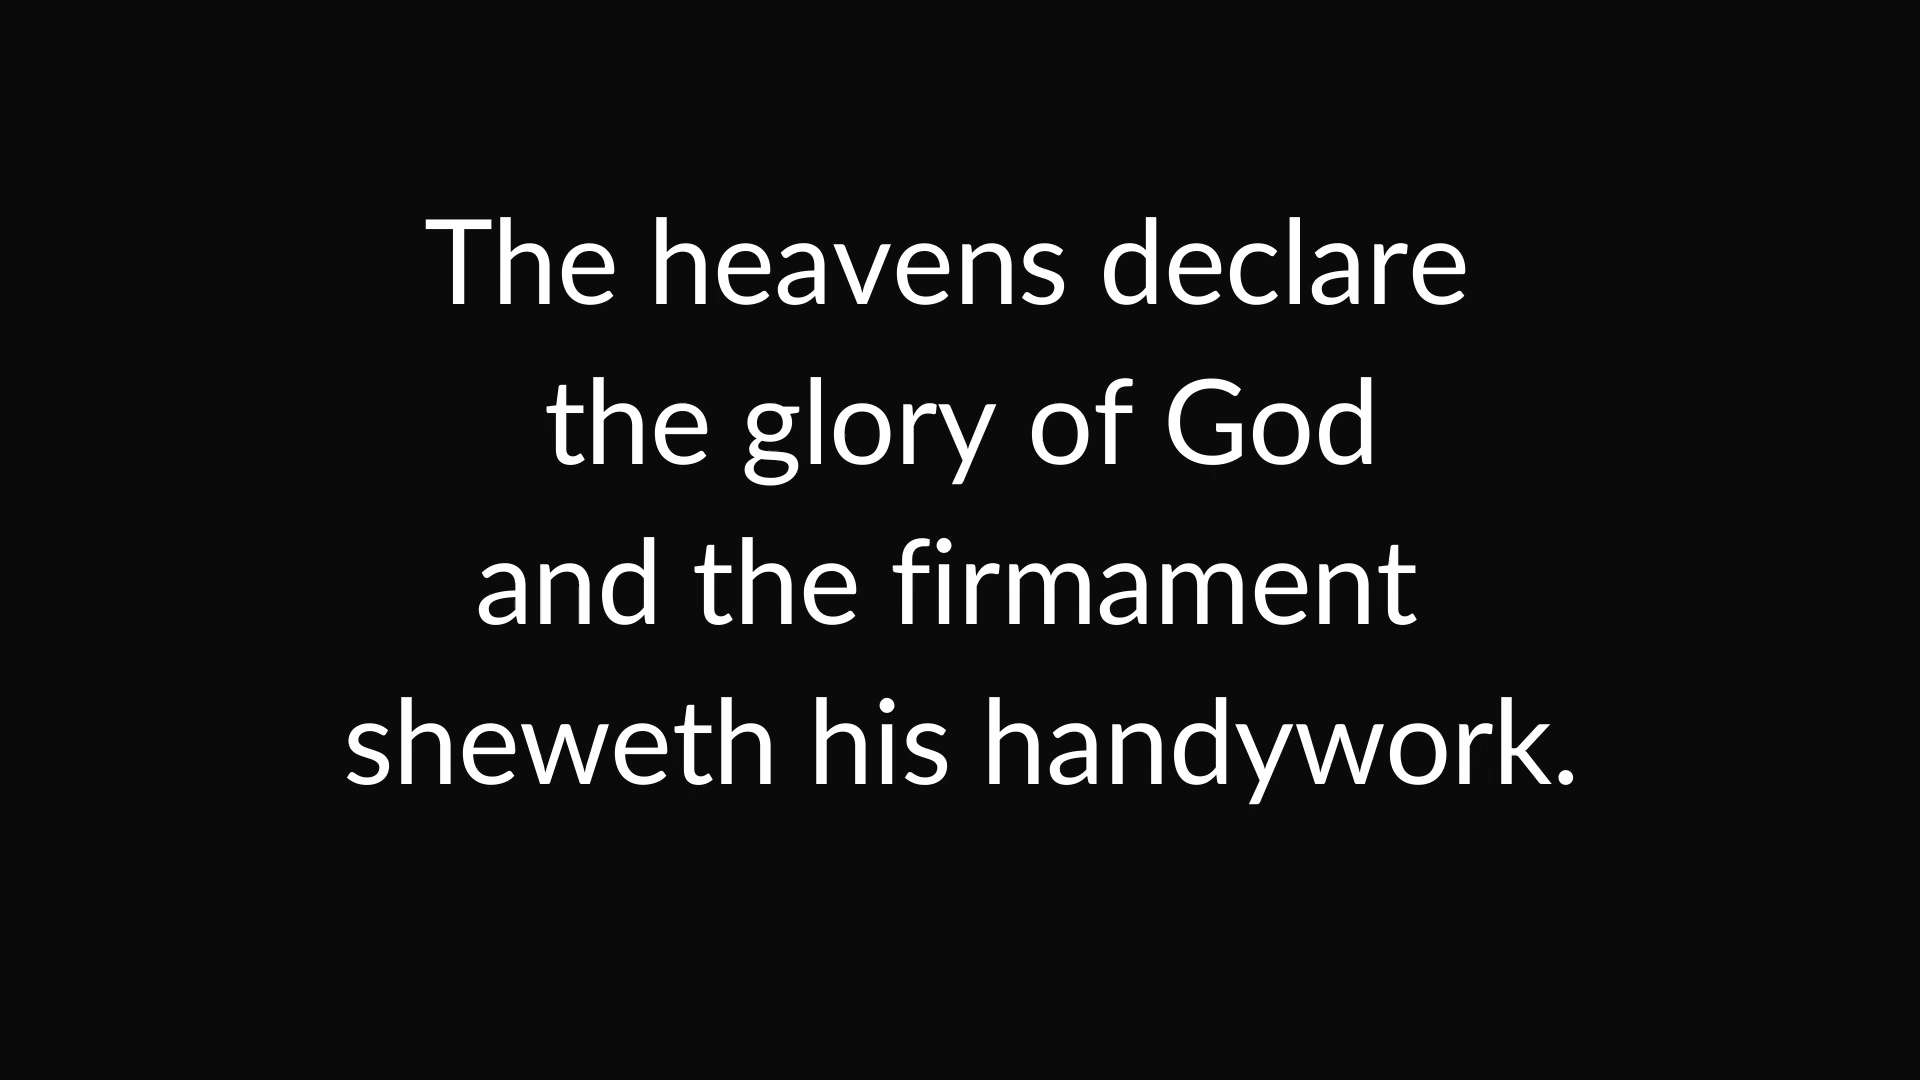 The heavens declare
the glory of God
and the firmament
sheweth his handywork.